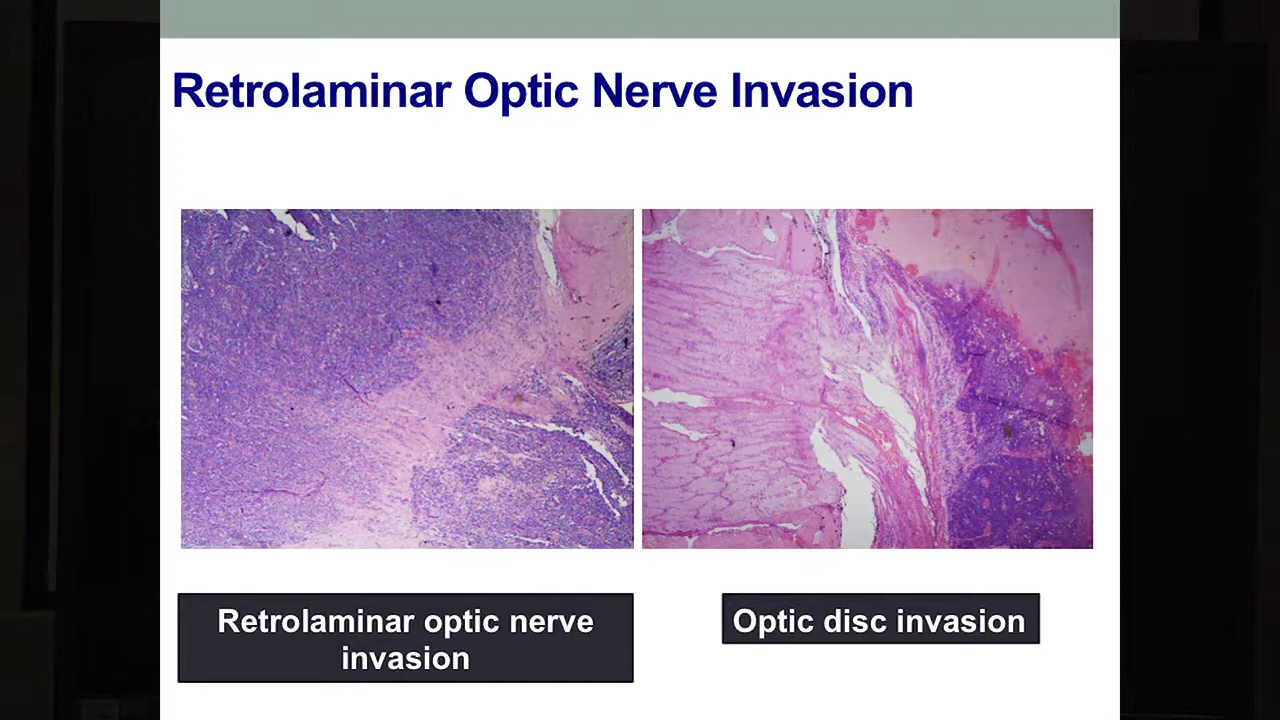 Retrolaminar Optic Nerve Invasion
Retrolaminar optic nerve
invasion
Optic disc invasion